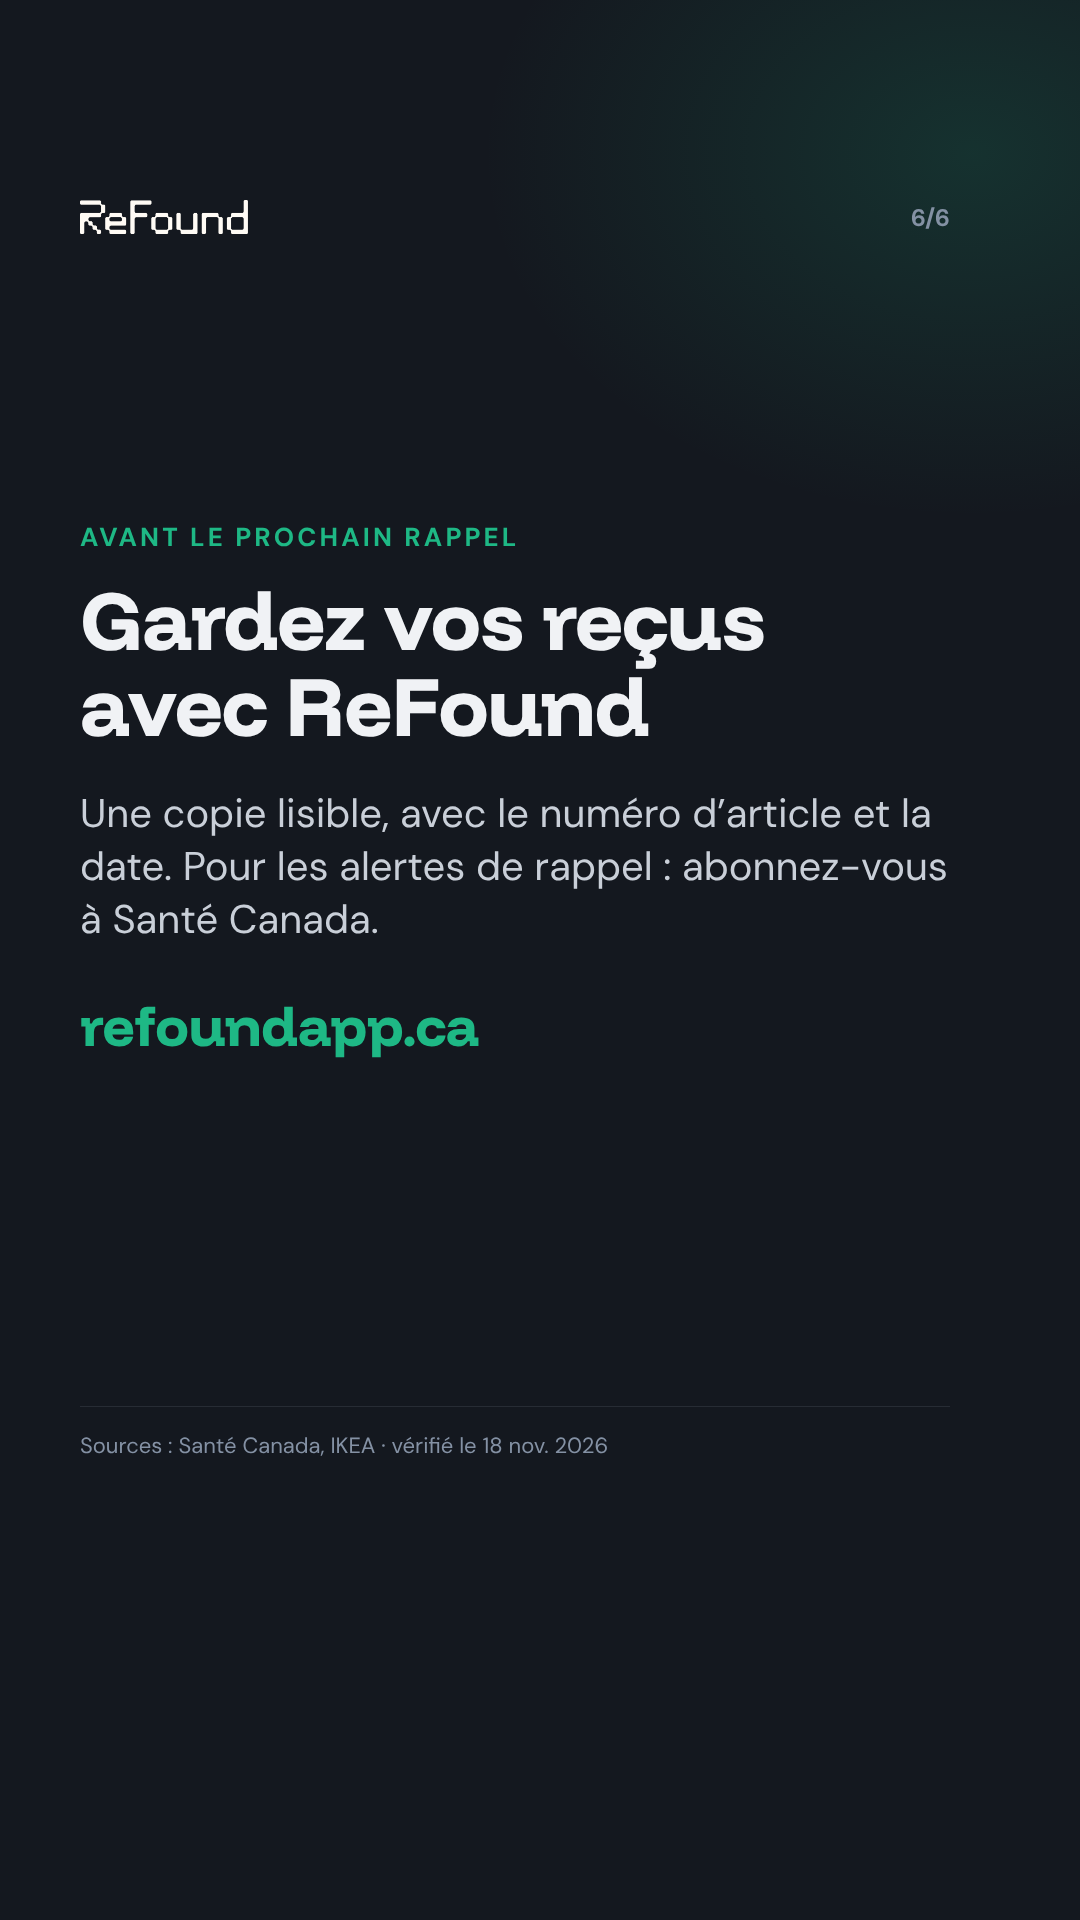 ReFound
6/6
AVANT LE PROCHAIN RAPPEL
Gardez vos reçus
avec ReFound
Une copie lisible, avec le numéro d’article et la
date. Pour les alertes de rappel : abonnez-vous
à Santé Canada.
refoundapp.ca
Sources : Santé Canada, IKEA · vérifié le 18 nov. 2026